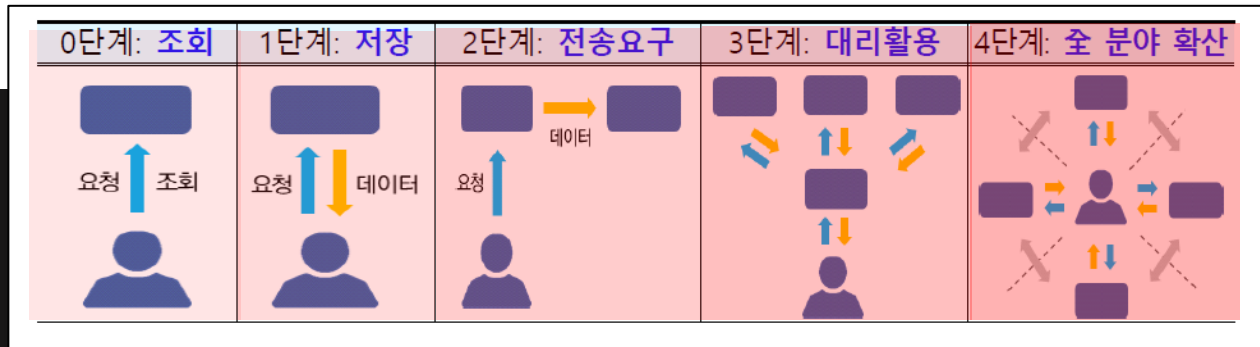 0단계: 조회
1단계: 저장
2단계: 전송요구
3단계: 대리활용
4단계: 全 분야 확산
요청 조회
요청 데이터
요청
데이터